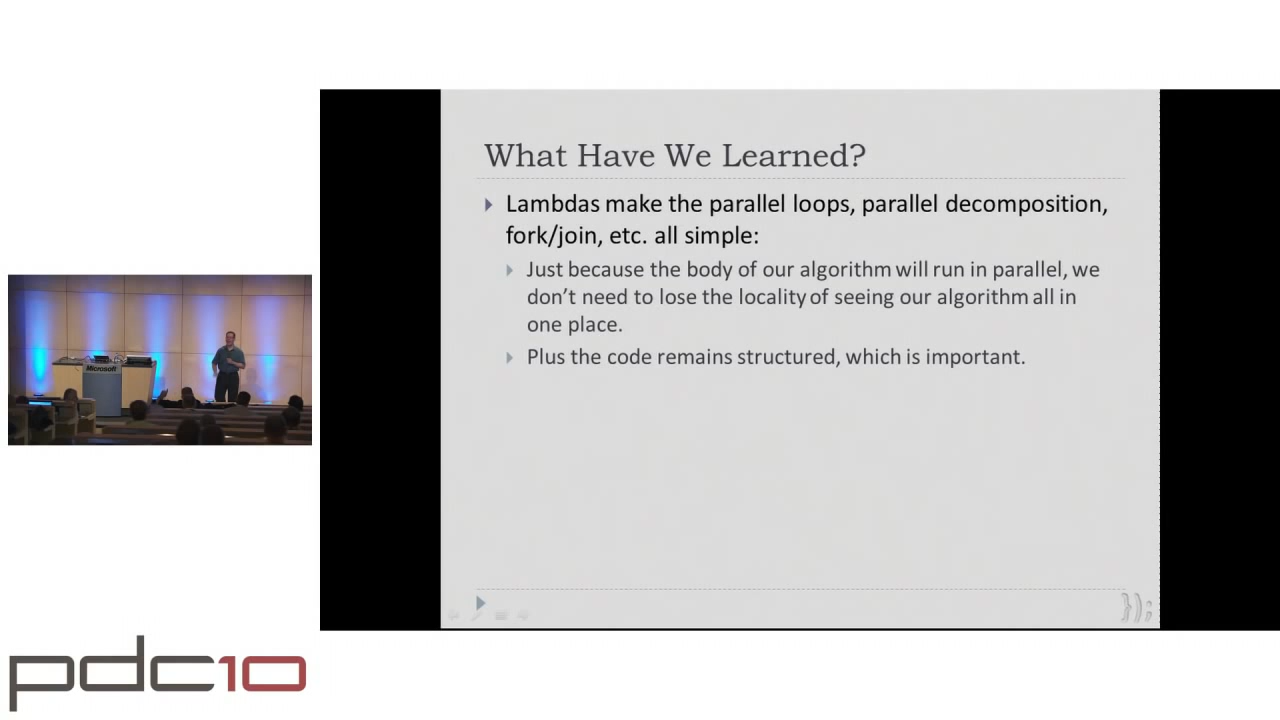 What Have We Learned?
Lambdas make the parallel loops, parallel decomposition,
fork/join, etc. all simple:
Just because the body of our algorithm will run in parallel, we
don't need to lose the locality of seeing our algorithm all in
one place.
Plus the code remains structured, which is important.
});
Microsoft
pdc10